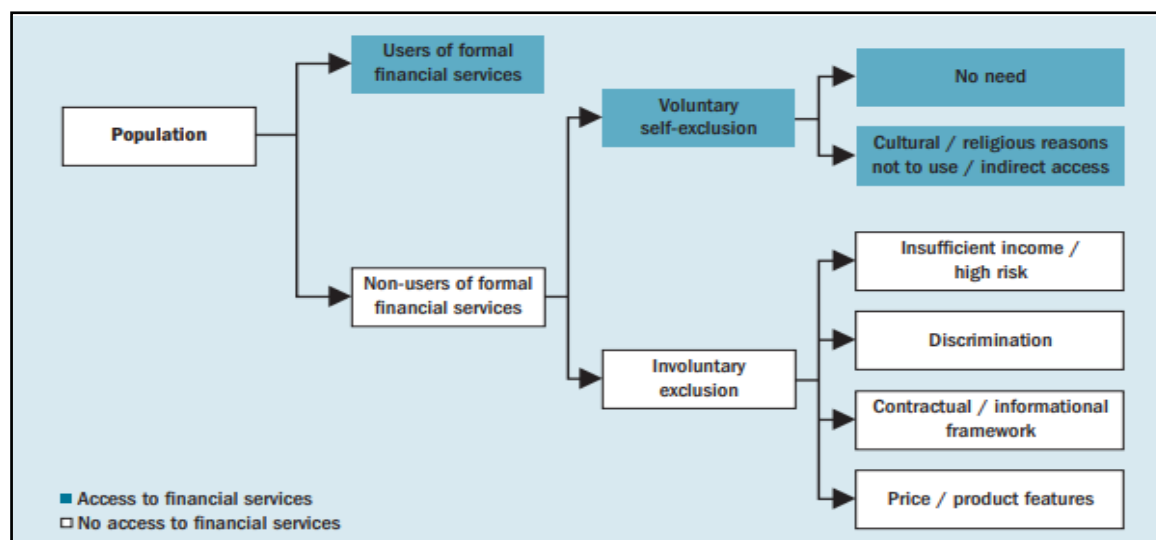 Users of formal
financial services
No need
Voluntary
self-exclusion
Population
Cultural / religious reasons
not to use / indirect access
Insufficient income /
high risk
Non-users of formal
financial services
Discrimination
Involuntary
exclusion
Contractual / informational
framework
Price / product features
Access to financial services
No access to financial services